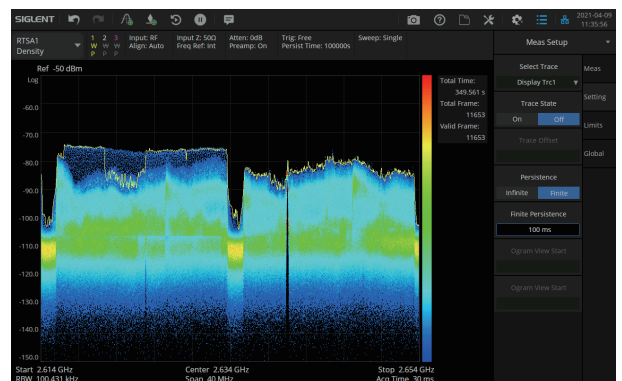 SIGLENT
2021-04-09
11:35:56
RTSA1
Density
1 2 3
W W W
P P P
Input: RF
Align: Auto
Input Z: 50Ω
Freq Ref: Int
Atten: 0dB
Preamp: On
Trig: Free
Persist Time: 100000s
Sweep: Single
Meas Setup
Ref -50 dBm
Log
-60.0
-70.0
-80.0
-90.0
-100.0
-110.0
-120.0
-130.0
-140.0
-150.0
Total Time:
349.561 s
Total Frame:
11653
Valid Frame:
11653
Start 2.614 GHz
RBW 100.431 kHz
Center 2.634 GHz
Span 40 MHz
Stop 2.654 GHz
Acq Time 30 ms
Select Trace
Display Trc1
Trace State
On Off
Trace Offset
Persistence
Infinite Finite
Finite Persistence
100 ms
Ogram View Start
Ogram View Start
Meas
Setting
Limits
Global